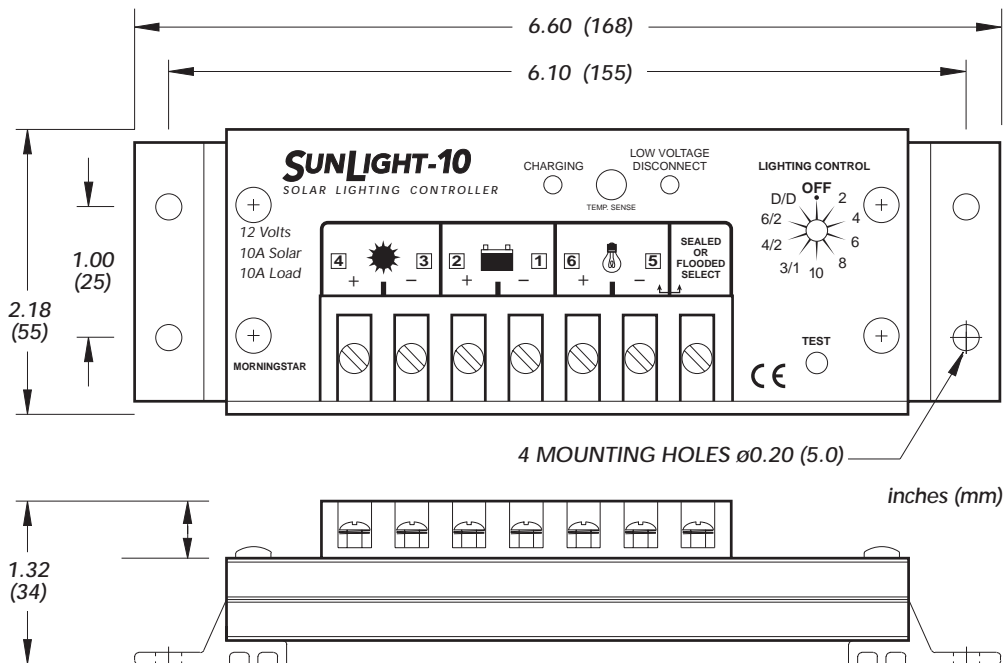 6.60 (168)
6.10 (155)
SUNLIGHT-10
SOLAR LIGHTING CONTROLLER
CHARGING
TEMP. SENSE
LOW VOLTAGE
DISCONNECT
LIGHTING CONTROL
OFF
2
4
6
8
10
3/1
4/2
6/2
D/D
12 Volts
10A Solar
10A Load
4 3 2 1 6 5
+ − + − + −
SEALED
OR
FLOODED
SELECT
1.00
(25)
2.18
(55)
MORNINGSTAR
TEST
CE
4 MOUNTING HOLES ø0.20 (5.0)
inches (mm)
1.32
(34)